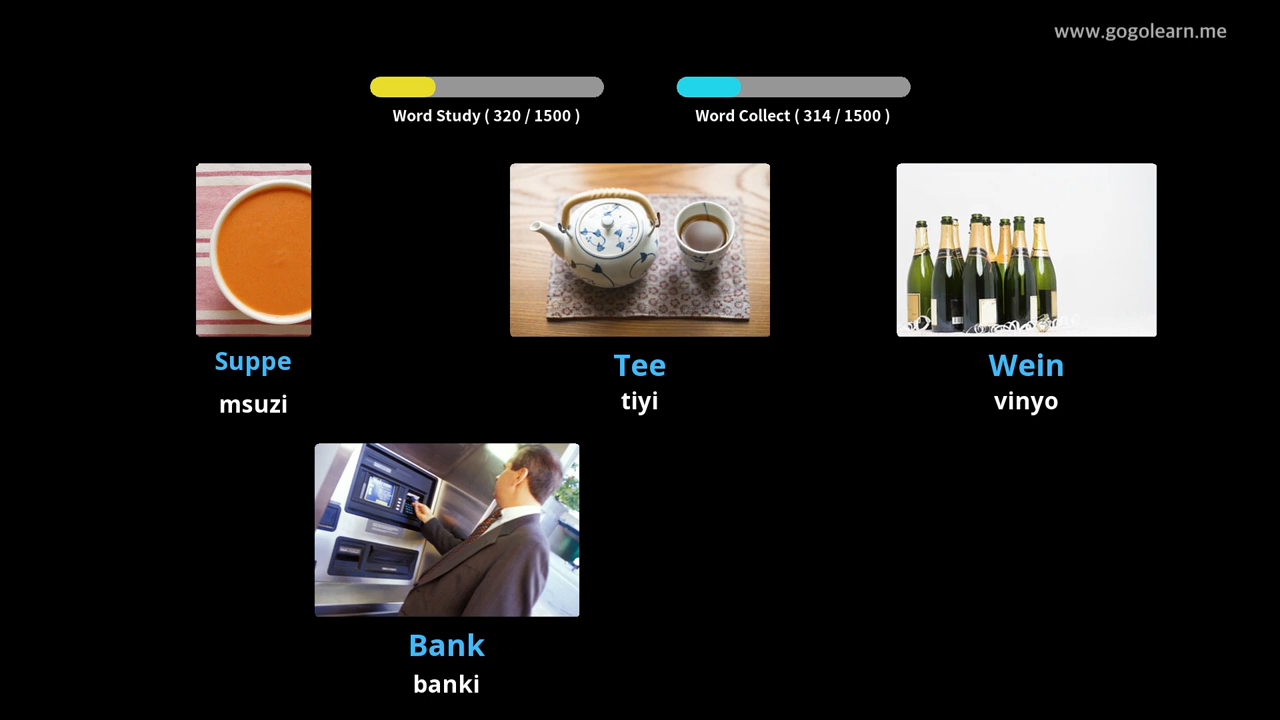 www.gogolearn.me
Word Study ( 320 / 1500 )
Word Collect ( 314 / 1500 )
Suppe
msuzi
Tee
tiyi
Wein
vinyo
Bank
banki